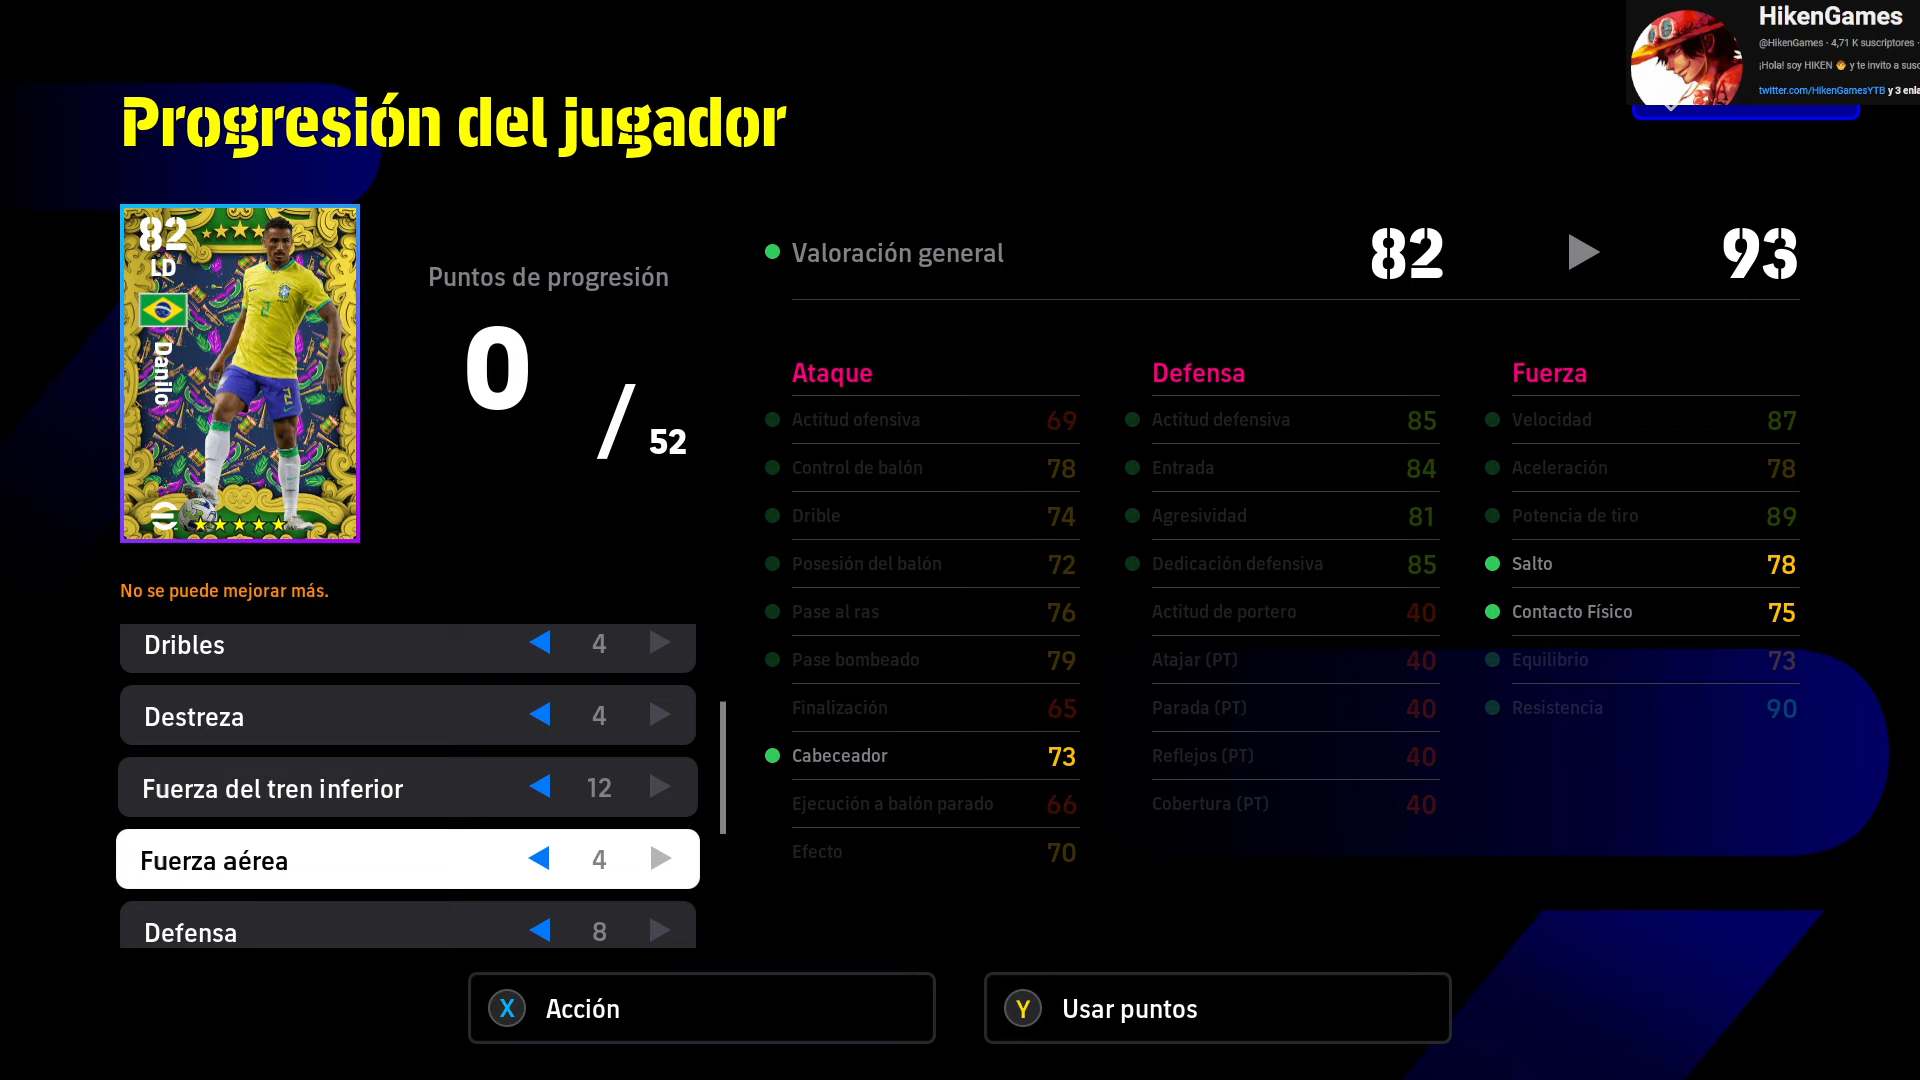 HikenGames
@HikenGames · 4,71 K suscriptores ·
¡Hola! soy HIKEN 🧑 y te invito a susc
twitter.com/HikenGamesYTB y 3 enla
Progresión del jugador
82
LD
Danilo
Puntos de progresión
0 / 52
No se puede mejorar más.
Dribles 4
Destreza 4
Fuerza del tren inferior 12
Fuerza aérea 4
Defensa 8
Valoración general 82 93
Ataque
Actitud ofensiva 69
Control de balón 78
Drible 74
Posesión del balón 72
Pase al ras 76
Pase bombeado 79
Finalización 65
Cabeceador 73
Ejecución a balón parado 66
Efecto 70
Defensa
Actitud defensiva 85
Entrada 84
Agresividad 81
Dedicación defensiva 85
Actitud de portero 40
Atajar (PT) 40
Parada (PT) 40
Reflejos (PT) 40
Cobertura (PT) 40
Fuerza
Velocidad 87
Aceleración 78
Potencia de tiro 89
Salto 78
Contacto Físico 75
Equilibrio 73
Resistencia 90
X Acción
Y Usar puntos